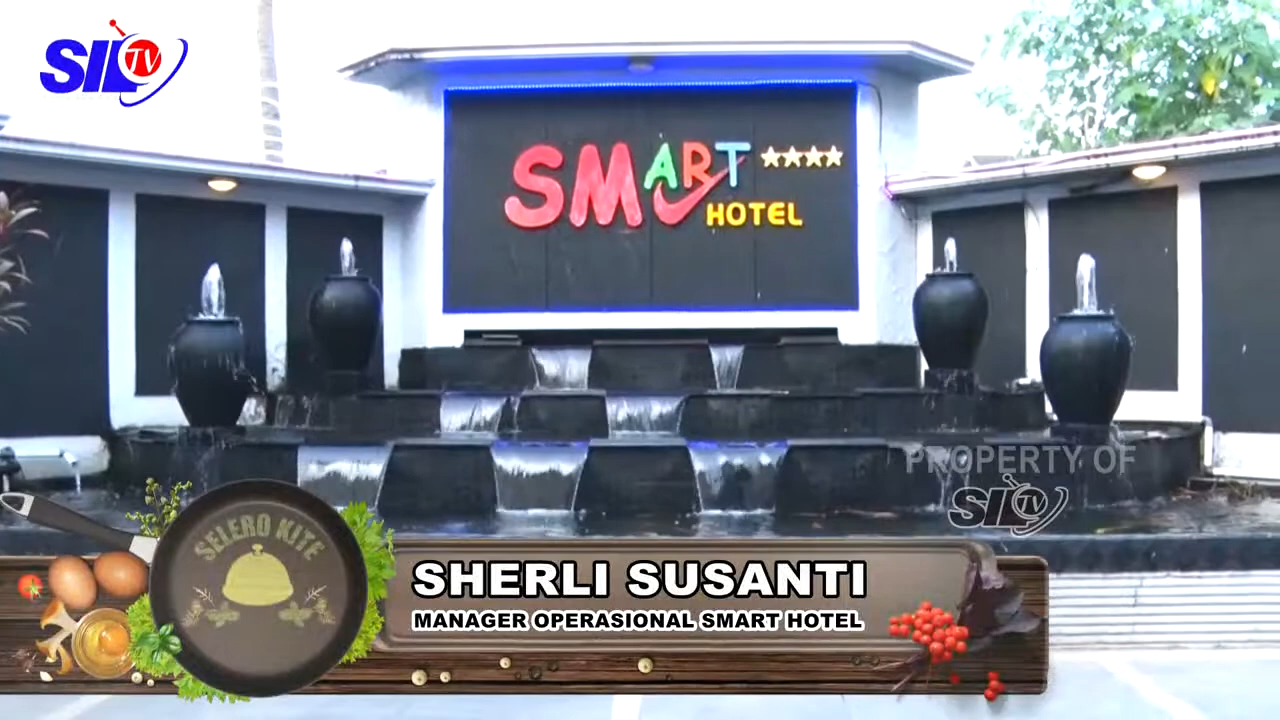 SIL TV
SMART ★★★★
HOTEL
PROPERTY OF
SIL TV
SELERO KITE
SHERLI SUSANTI
MANAGER OPERASIONAL SMART HOTEL